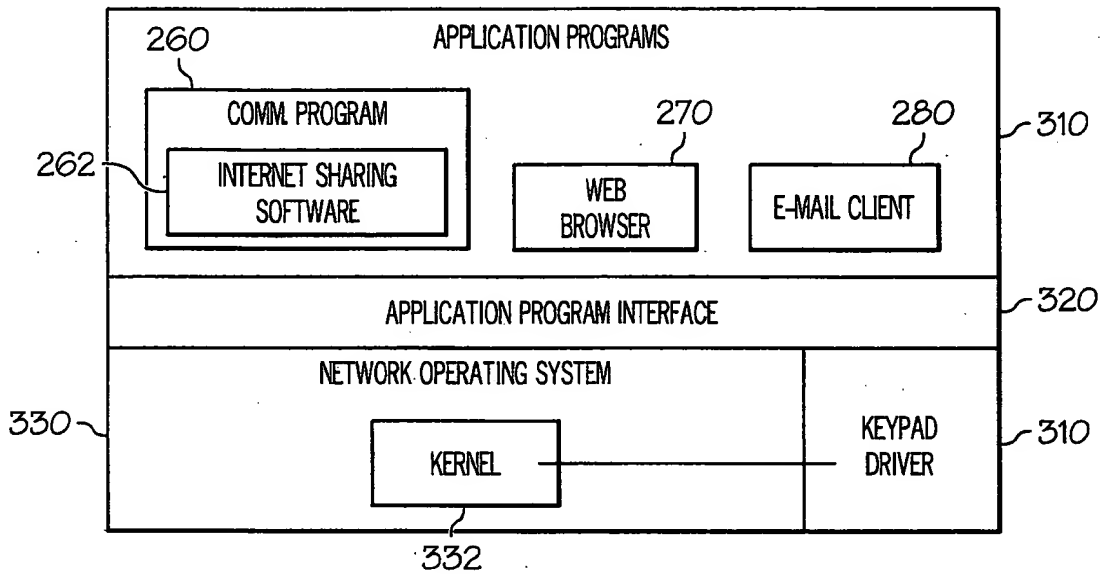 APPLICATION PROGRAMS
260
COMM. PROGRAM
262
INTERNET SHARING
SOFTWARE
270
WEB
BROWSER
280
E-MAIL CLIENT
310
APPLICATION PROGRAM INTERFACE
320
NETWORK OPERATING SYSTEM
330
KERNEL
332
KEYPAD
DRIVER
310